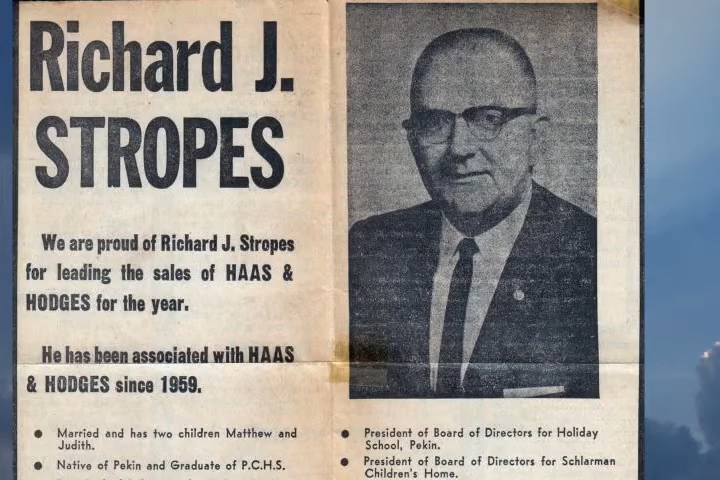 Richard J.
STROPES
We are proud of Richard J. Stropes
for leading the sales of HAAS &
HODGES for the year.
He has been associated with HAAS
& HODGES since 1959.
● Married and has two children Matthew and
Judith.
● Native of Pekin and Graduate of P.C.H.S.
● President of Board of Directors for Holiday
School, Pekin.
● President of Board of Directors for Schlarman
Children's Home.